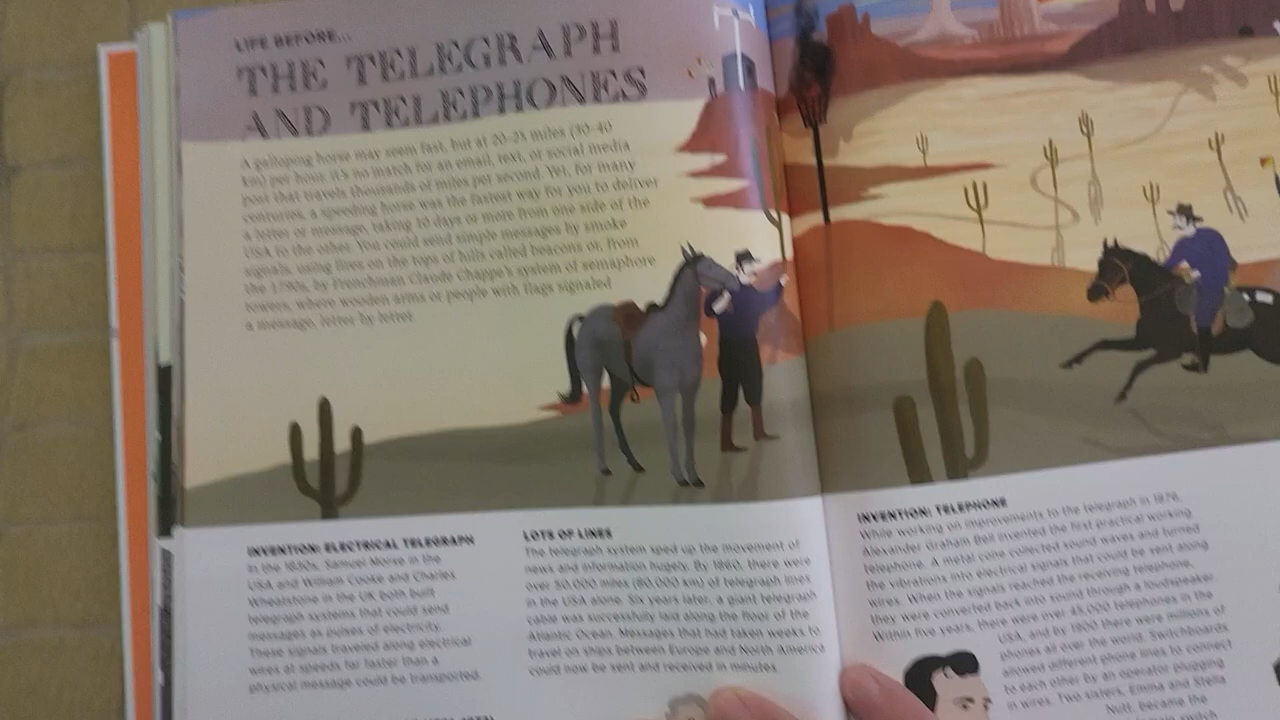 LIFE BEFORE...
THE TELEGRAPH
AND TELEPHONES
A galloping horse may seem fast, but at 20–25 miles (30–40
km) per hour, it's no match for an email, text, or social media
post that travels thousands of miles per second. Yet, for many
centuries, a speeding horse was the fastest way for you to deliver
a letter or message, taking 10 days or more from one side of the
USA to the other. You could send simple messages by smoke
signals, using fires on the tops of hills called beacons or, from
the 1790s, by Frenchman Claude Chappe's system of semaphore
towers, where wooden arms or people with flags signaled
a message, letter by letter.
INVENTION: ELECTRICAL TELEGRAPH
In the 1830s, Samuel Morse in the
USA and William Cooke and Charles
Wheatstone in the UK both built
telegraph systems that could send
messages as pulses of electricity.
These signals traveled along electrical
wires at speeds far faster than a
physical message could be transported.
LOTS OF LINES
The telegraph system sped up the movement of
news and information hugely. By 1860, there were
over 50,000 miles (80,000 km) of telegraph lines
in the USA alone. Six years later, a giant telegraph
cable was successfully laid along the floor of the
Atlantic Ocean. Messages that had taken weeks to
travel on ships between Europe and North America
could now be sent and received in minutes.
INVENTION: TELEPHONE
While working on improvements to the telegraph in 1876,
Alexander Graham Bell invented the first practical working
telephone. A metal cone collected sound waves and turned
the vibrations into electrical signals that could be sent along
wires. When the signals reached the receiving telephone,
they were converted back into sound through a loudspeaker.
Within five years, there were over 45,000 telephones in the
USA, and by 1900 there were millions of
phones all over the world. Switchboards
allowed different phone lines to connect
to each other by an operator plugging
in wires. Two sisters, Emma and Stella
Nutt, became the